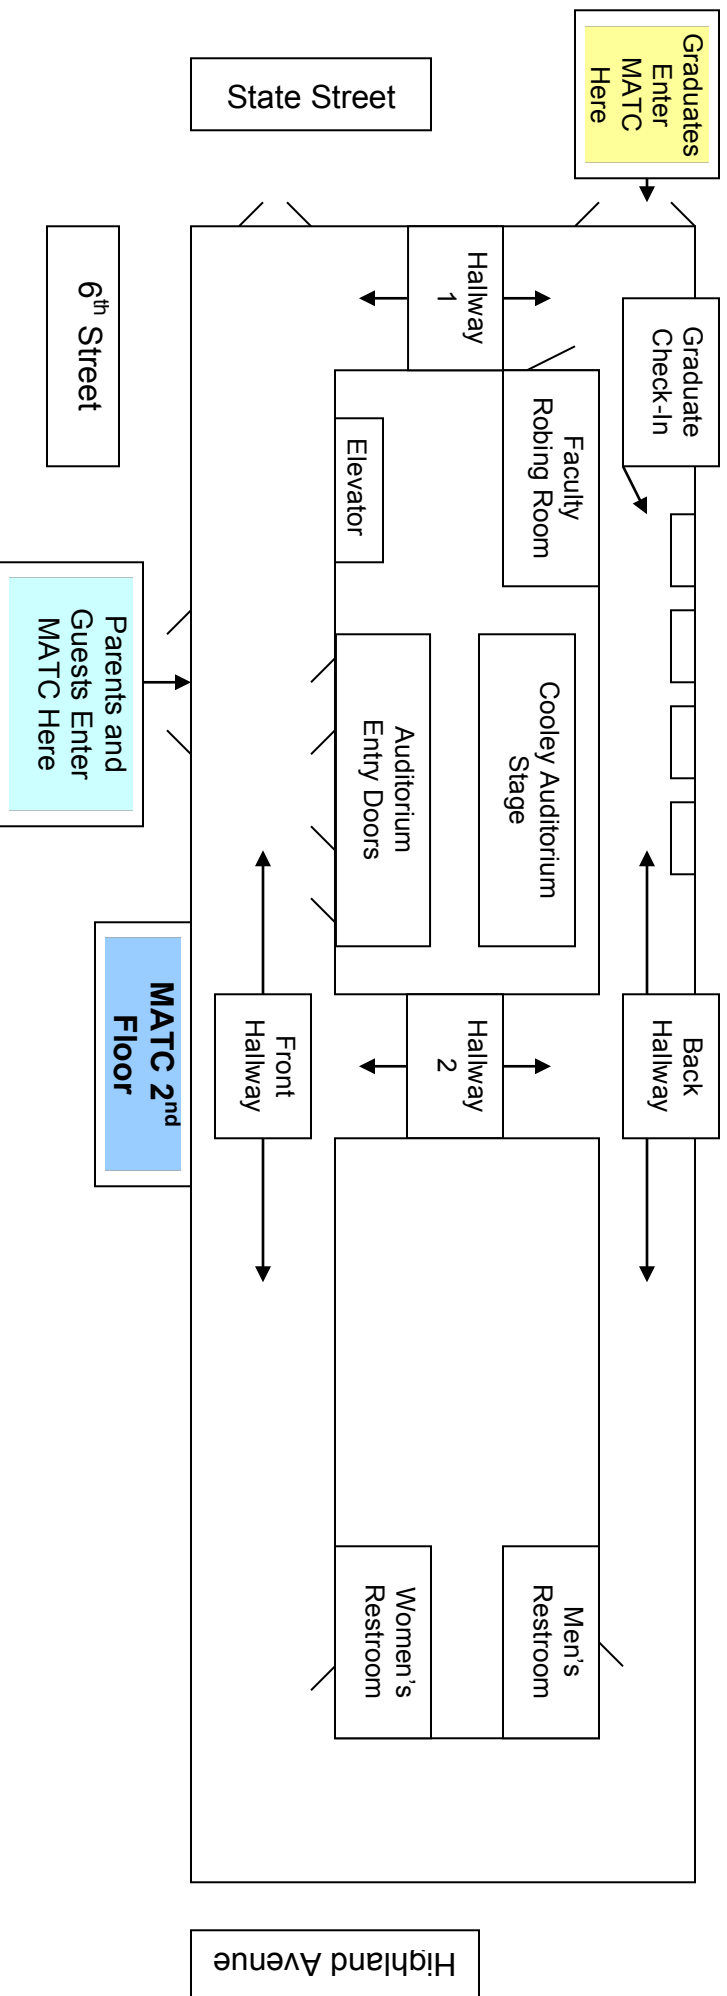 State Street
Graduates
Enter
MATC
Here
6th Street
Hallway
1
Graduate
Check-In
Faculty
Robing Room
Elevator
Parents and
Guests Enter
MATC Here
Auditorium
Entry Doors
Cooley Auditorium
Stage
MATC 2nd
Floor
Front
Hallway
Hallway
2
Back
Hallway
Women's
Restroom
Men's
Restroom
Highland Avenue